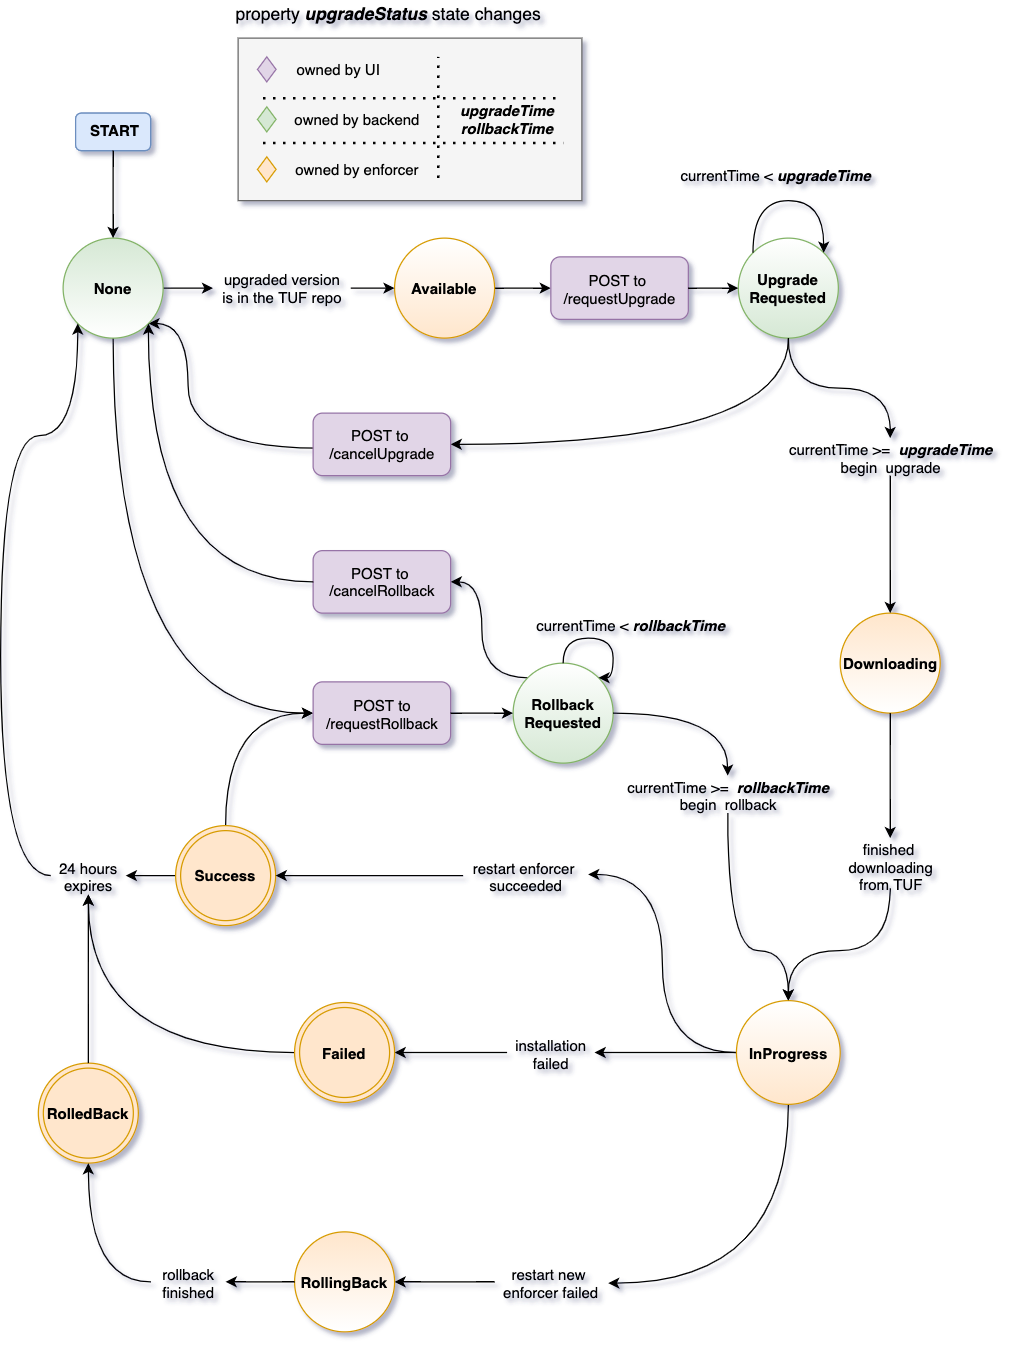 property upgradeStatus state changes
owned by UI
owned by backend
upgradeTime
rollbackTime
owned by enforcer
START
currentTime < upgradeTime
None
upgraded version
is in the TUF repo
Available
POST to
/requestUpgrade
Upgrade
Requested
POST to
/cancelUpgrade
currentTime >= upgradeTime
begin upgrade
POST to
/cancelRollback
currentTime < rollbackTime
Downloading
POST to
/requestRollback
Rollback
Requested
currentTime >= rollbackTime
begin rollback
finished
downloading
from TUF
24 hours
expires
Success
restart enforcer
succeeded
Failed
installation
failed
InProgress
RolledBack
rollback
finished
RollingBack
restart new
enforcer failed